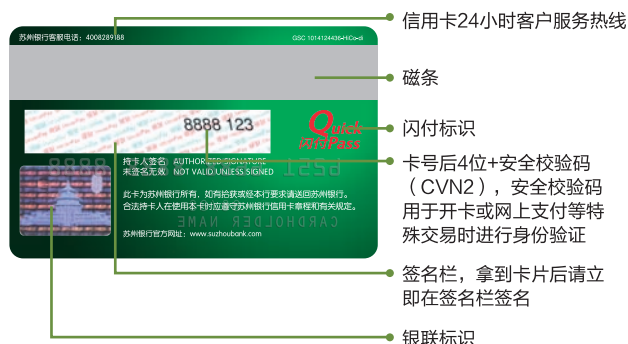 信用卡24小时客户服务热线
苏州银行客服电话：4008289188
GSC 1014124436-HiCo-di
磁条
8888 123
Quick
闪付Pass
闪付标识
持卡人签名 AUTHORIZED SIGNATURE
未签名无效 NOT VALID UNLESS SIGNED
卡号后4位+安全校验码
（CVN2），安全校验码
用于开卡或网上支付等特
殊交易时进行身份验证
此卡为苏州银行所有，如有拾获或经本行要求请送回苏州银行。
合法持卡人在使用本卡时应遵守苏州银行信用卡章程和有关规定。
CARDHOLDER NAME
苏州银行官方网址：www.suzhoubank.com
签名栏，拿到卡片后请立
即在签名栏签名
银联标识